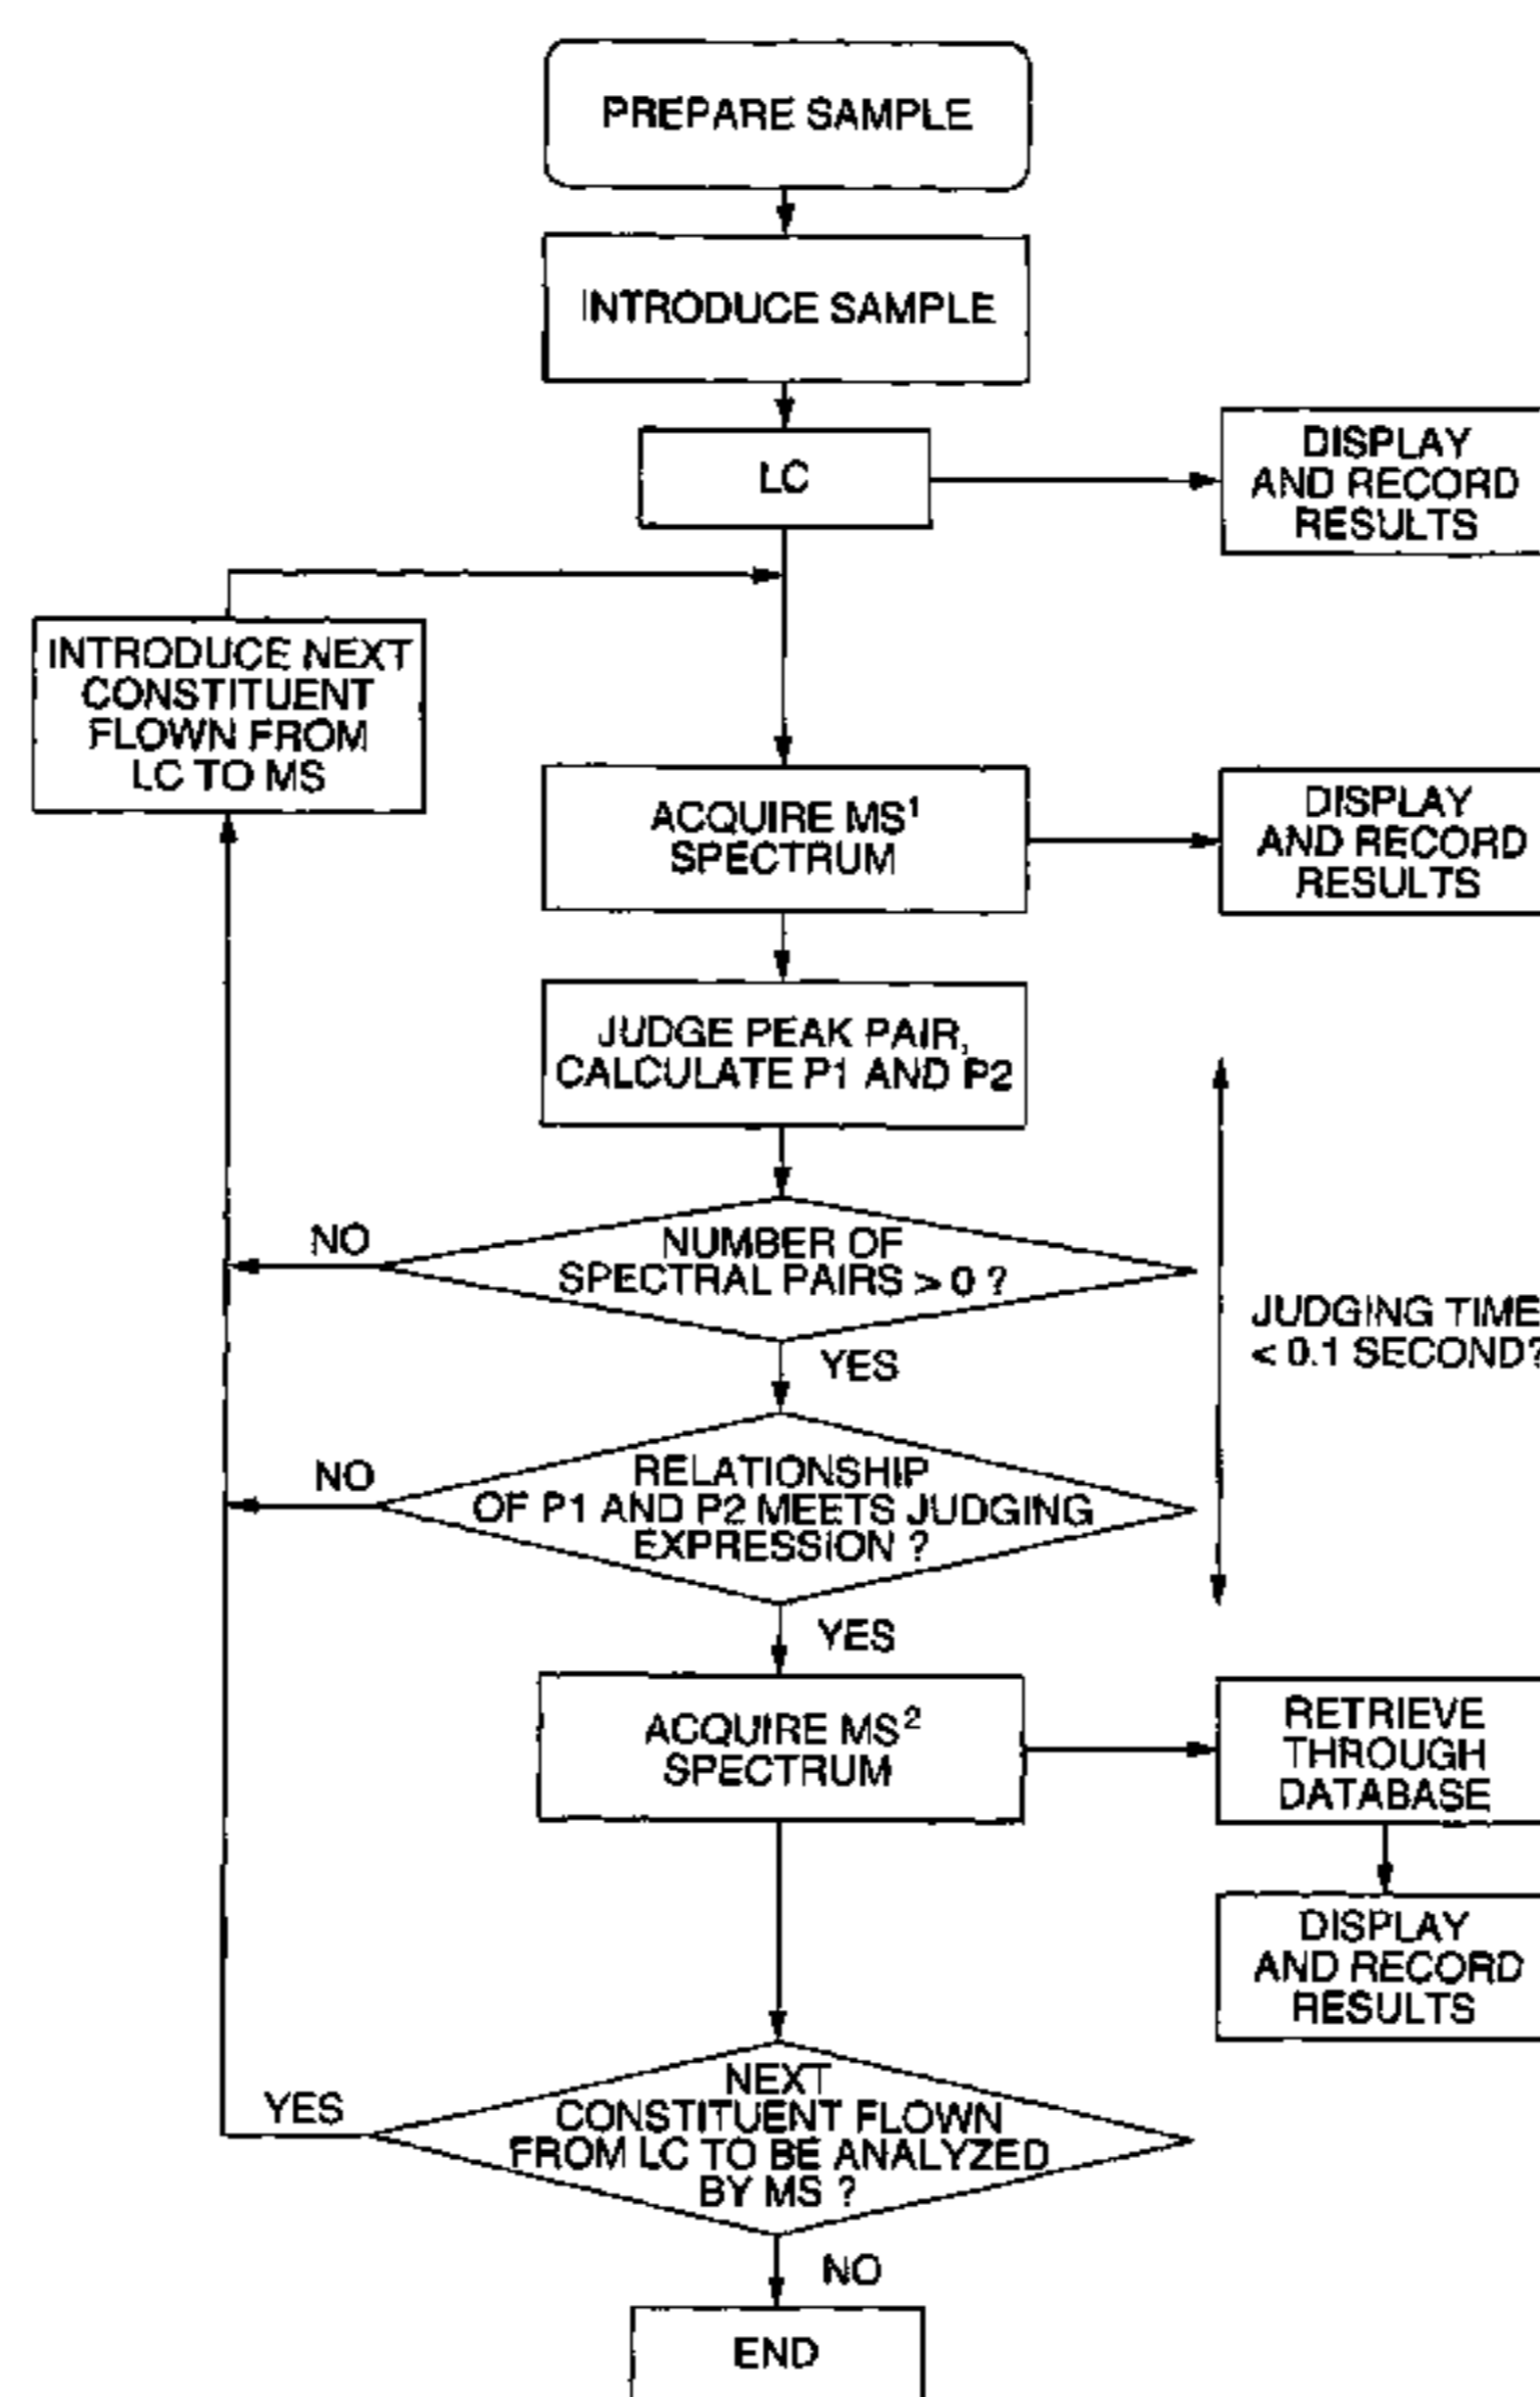 PREPARE SAMPLE
INTRODUCE SAMPLE
LC
DISPLAY
AND RECORD
RESULTS
INTRODUCE NEXT
CONSTITUENT
FLOWN FROM
LC TO MS
ACQUIRE MS¹
SPECTRUM
DISPLAY
AND RECORD
RESULTS
JUDGE PEAK PAIR,
CALCULATE P1 AND P2
NO
NUMBER OF
SPECTRAL PAIRS > 0 ?
JUDGING TIME
< 0.1 SECOND?
YES
NO
RELATIONSHIP
OF P1 AND P2 MEETS JUDGING
EXPRESSION ?
YES
ACQUIRE MS²
SPECTRUM
RETRIEVE
THROUGH
DATABASE
DISPLAY
AND RECORD
RESULTS
YES
NEXT
CONSTITUENT FLOWN
FROM LC TO BE ANALYZED
BY MS ?
NO
END